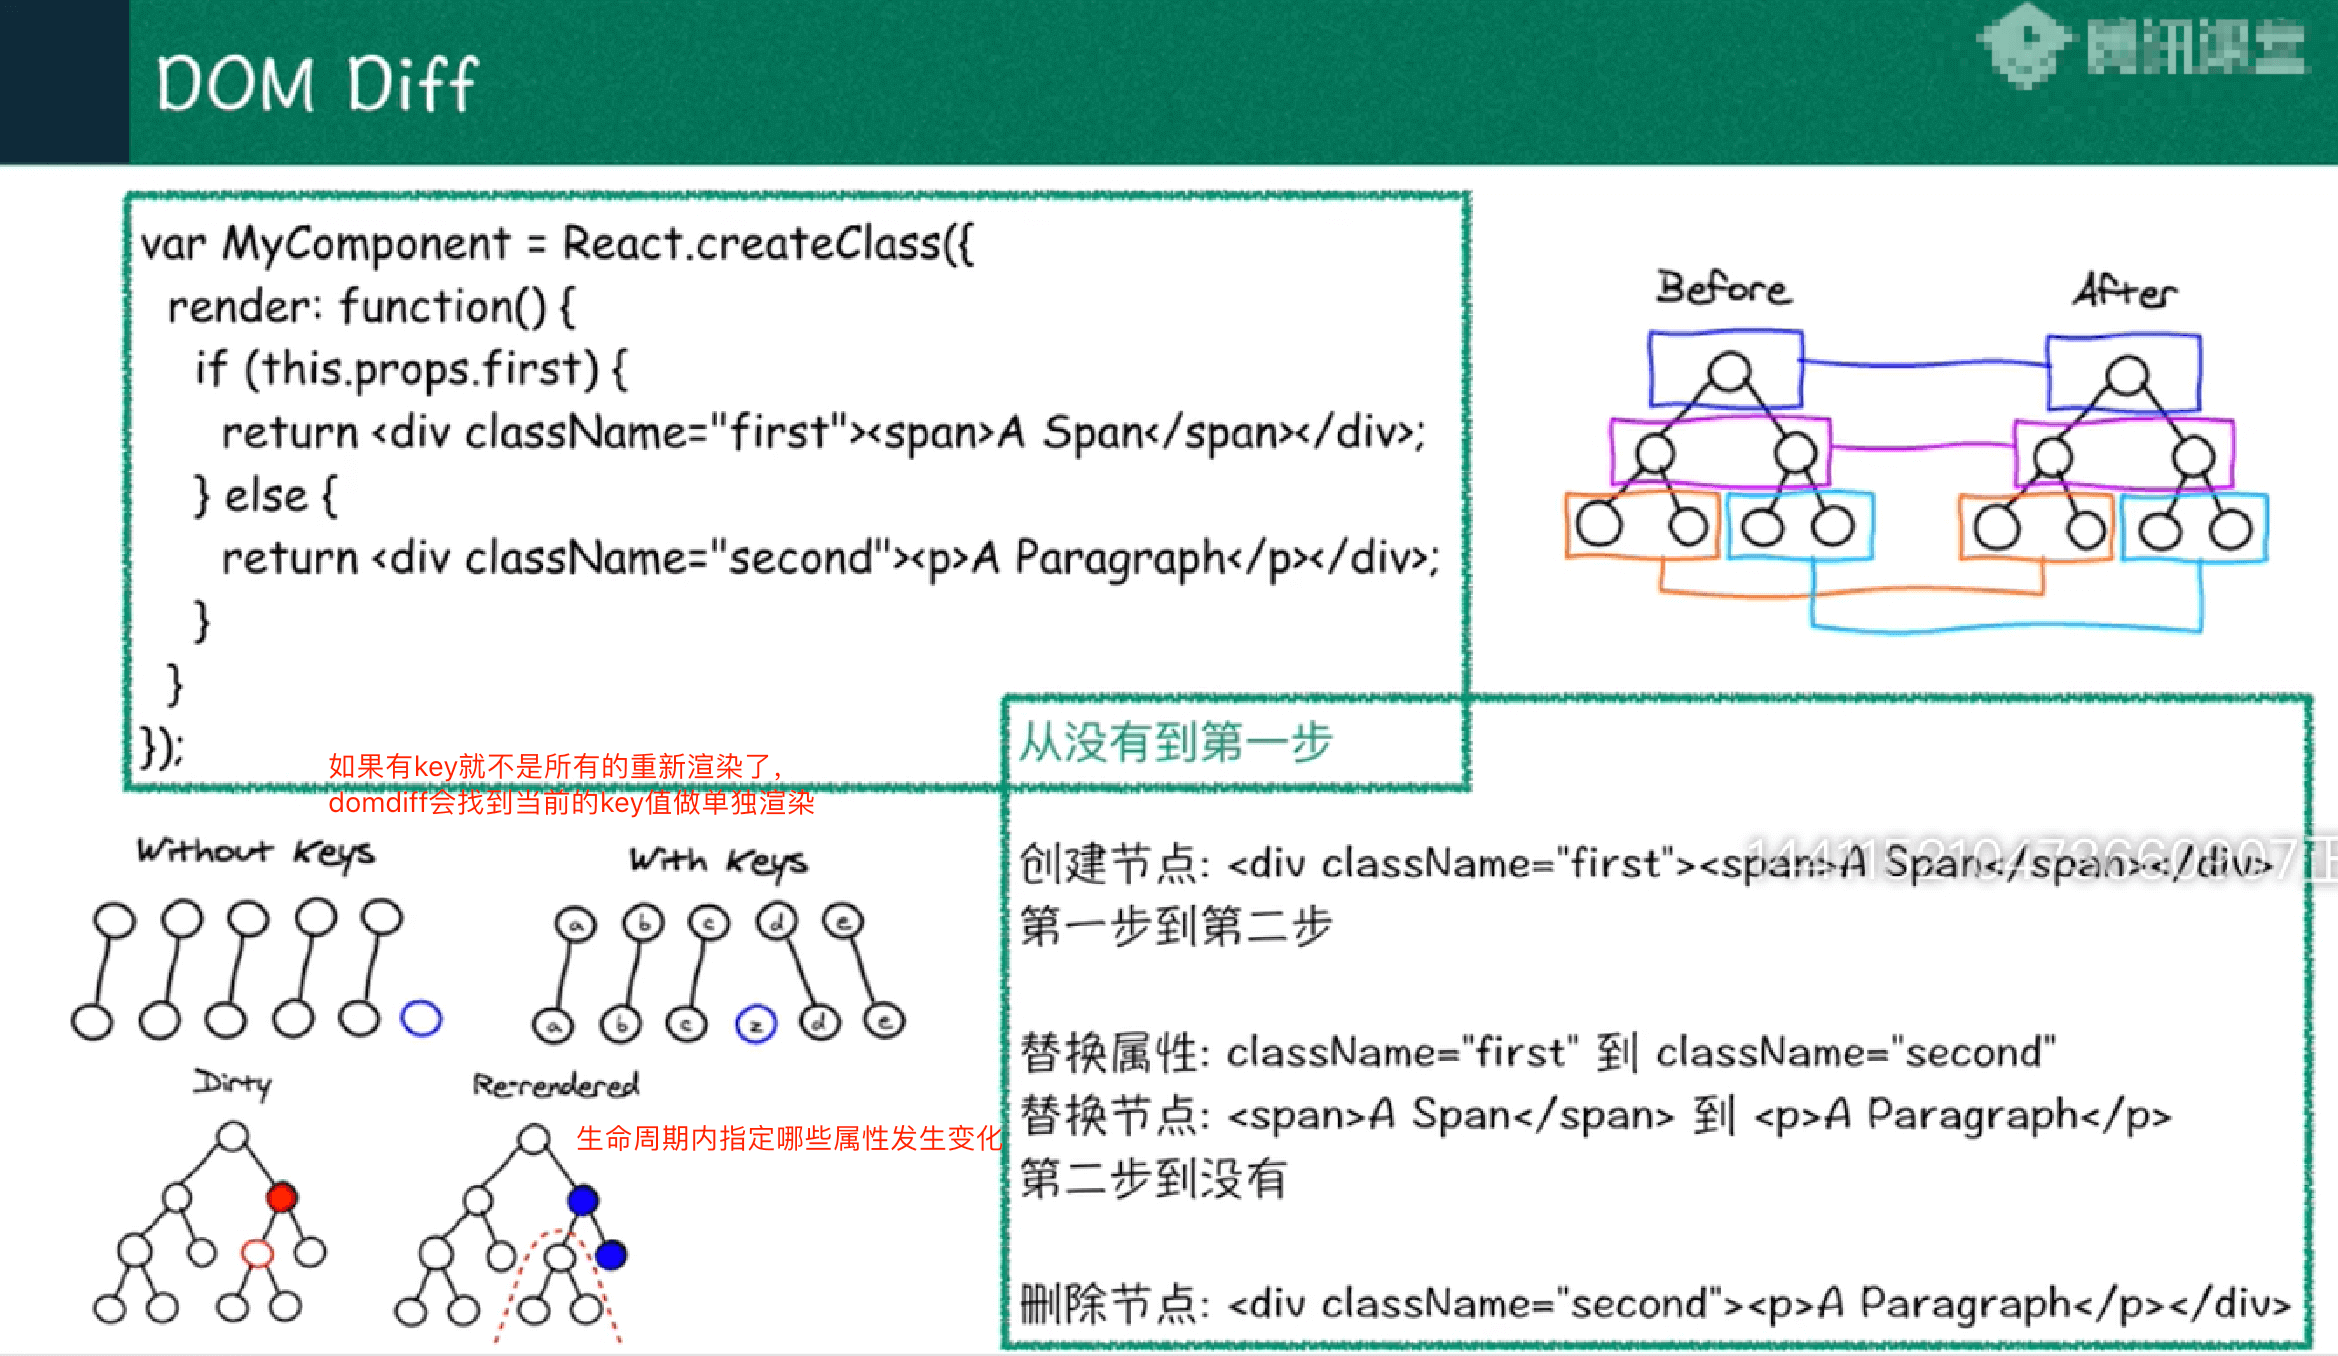 DOM Diff
腾讯课堂
var MyComponent = React.createClass({
render: function() {
if (this.props.first) {
return <div className="first"><span>A Span</span></div>;
} else {
return <div className="second"><p>A Paragraph</p></div>;
}
}
});
如果有key就不是所有的重新渲染了,
domdiff会找到当前的key值做单独渲染
Before
After
从没有到第一步
创建节点: <div className="first"><span>A Span</span></div>
第一步到第二步
替换属性: className="first" 到 className="second"
替换节点: <span>A Span</span> 到 <p>A Paragraph</p>
第二步到没有
删除节点: <div className="second"><p>A Paragraph</p></div>
Without Keys
With Keys
a b c d e
a b c z d e
Dirty
Re-rendered
生命周期内指定哪些属性发生变化